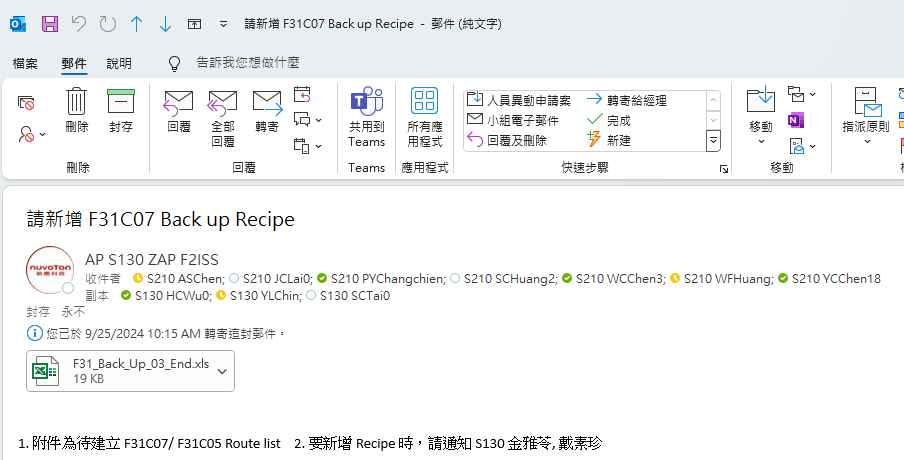 請新增 F31C07 Back up Recipe - 郵件 (純文字)
檔案 郵件 說明 告訴我您想做什麼
刪除 封存 回覆 全部回覆 轉寄 共用到 Teams 所有應用程式 人員異動申請案 轉寄給經理 移動 指派原則
小組電子郵件 完成
回覆及刪除 新建
刪除 回覆 Teams 應用程式 快速步驟 移動
請新增 F31C07 Back up Recipe
nuvoTon
新唐科技
AP S130 ZAP F2ISS
收件者 S210 ASChen; S210 JCLai0; S210 PYChangchien; S210 SCHuang2; S210 WCChen3; S210 WFHuang; S210 YCChen18
副本 S130 HCWu0; S130 YLChin; S130 SCTai0
封存 永不
您已於 9/25/2024 10:15 AM 轉寄這封郵件。
F31_Back_Up_03_End.xls
19 KB
1. 附件為待建立 F31C07/ F31C05 Route list 2. 要新增 Recipe 時，請通知 S130 金雅苓, 戴素珍